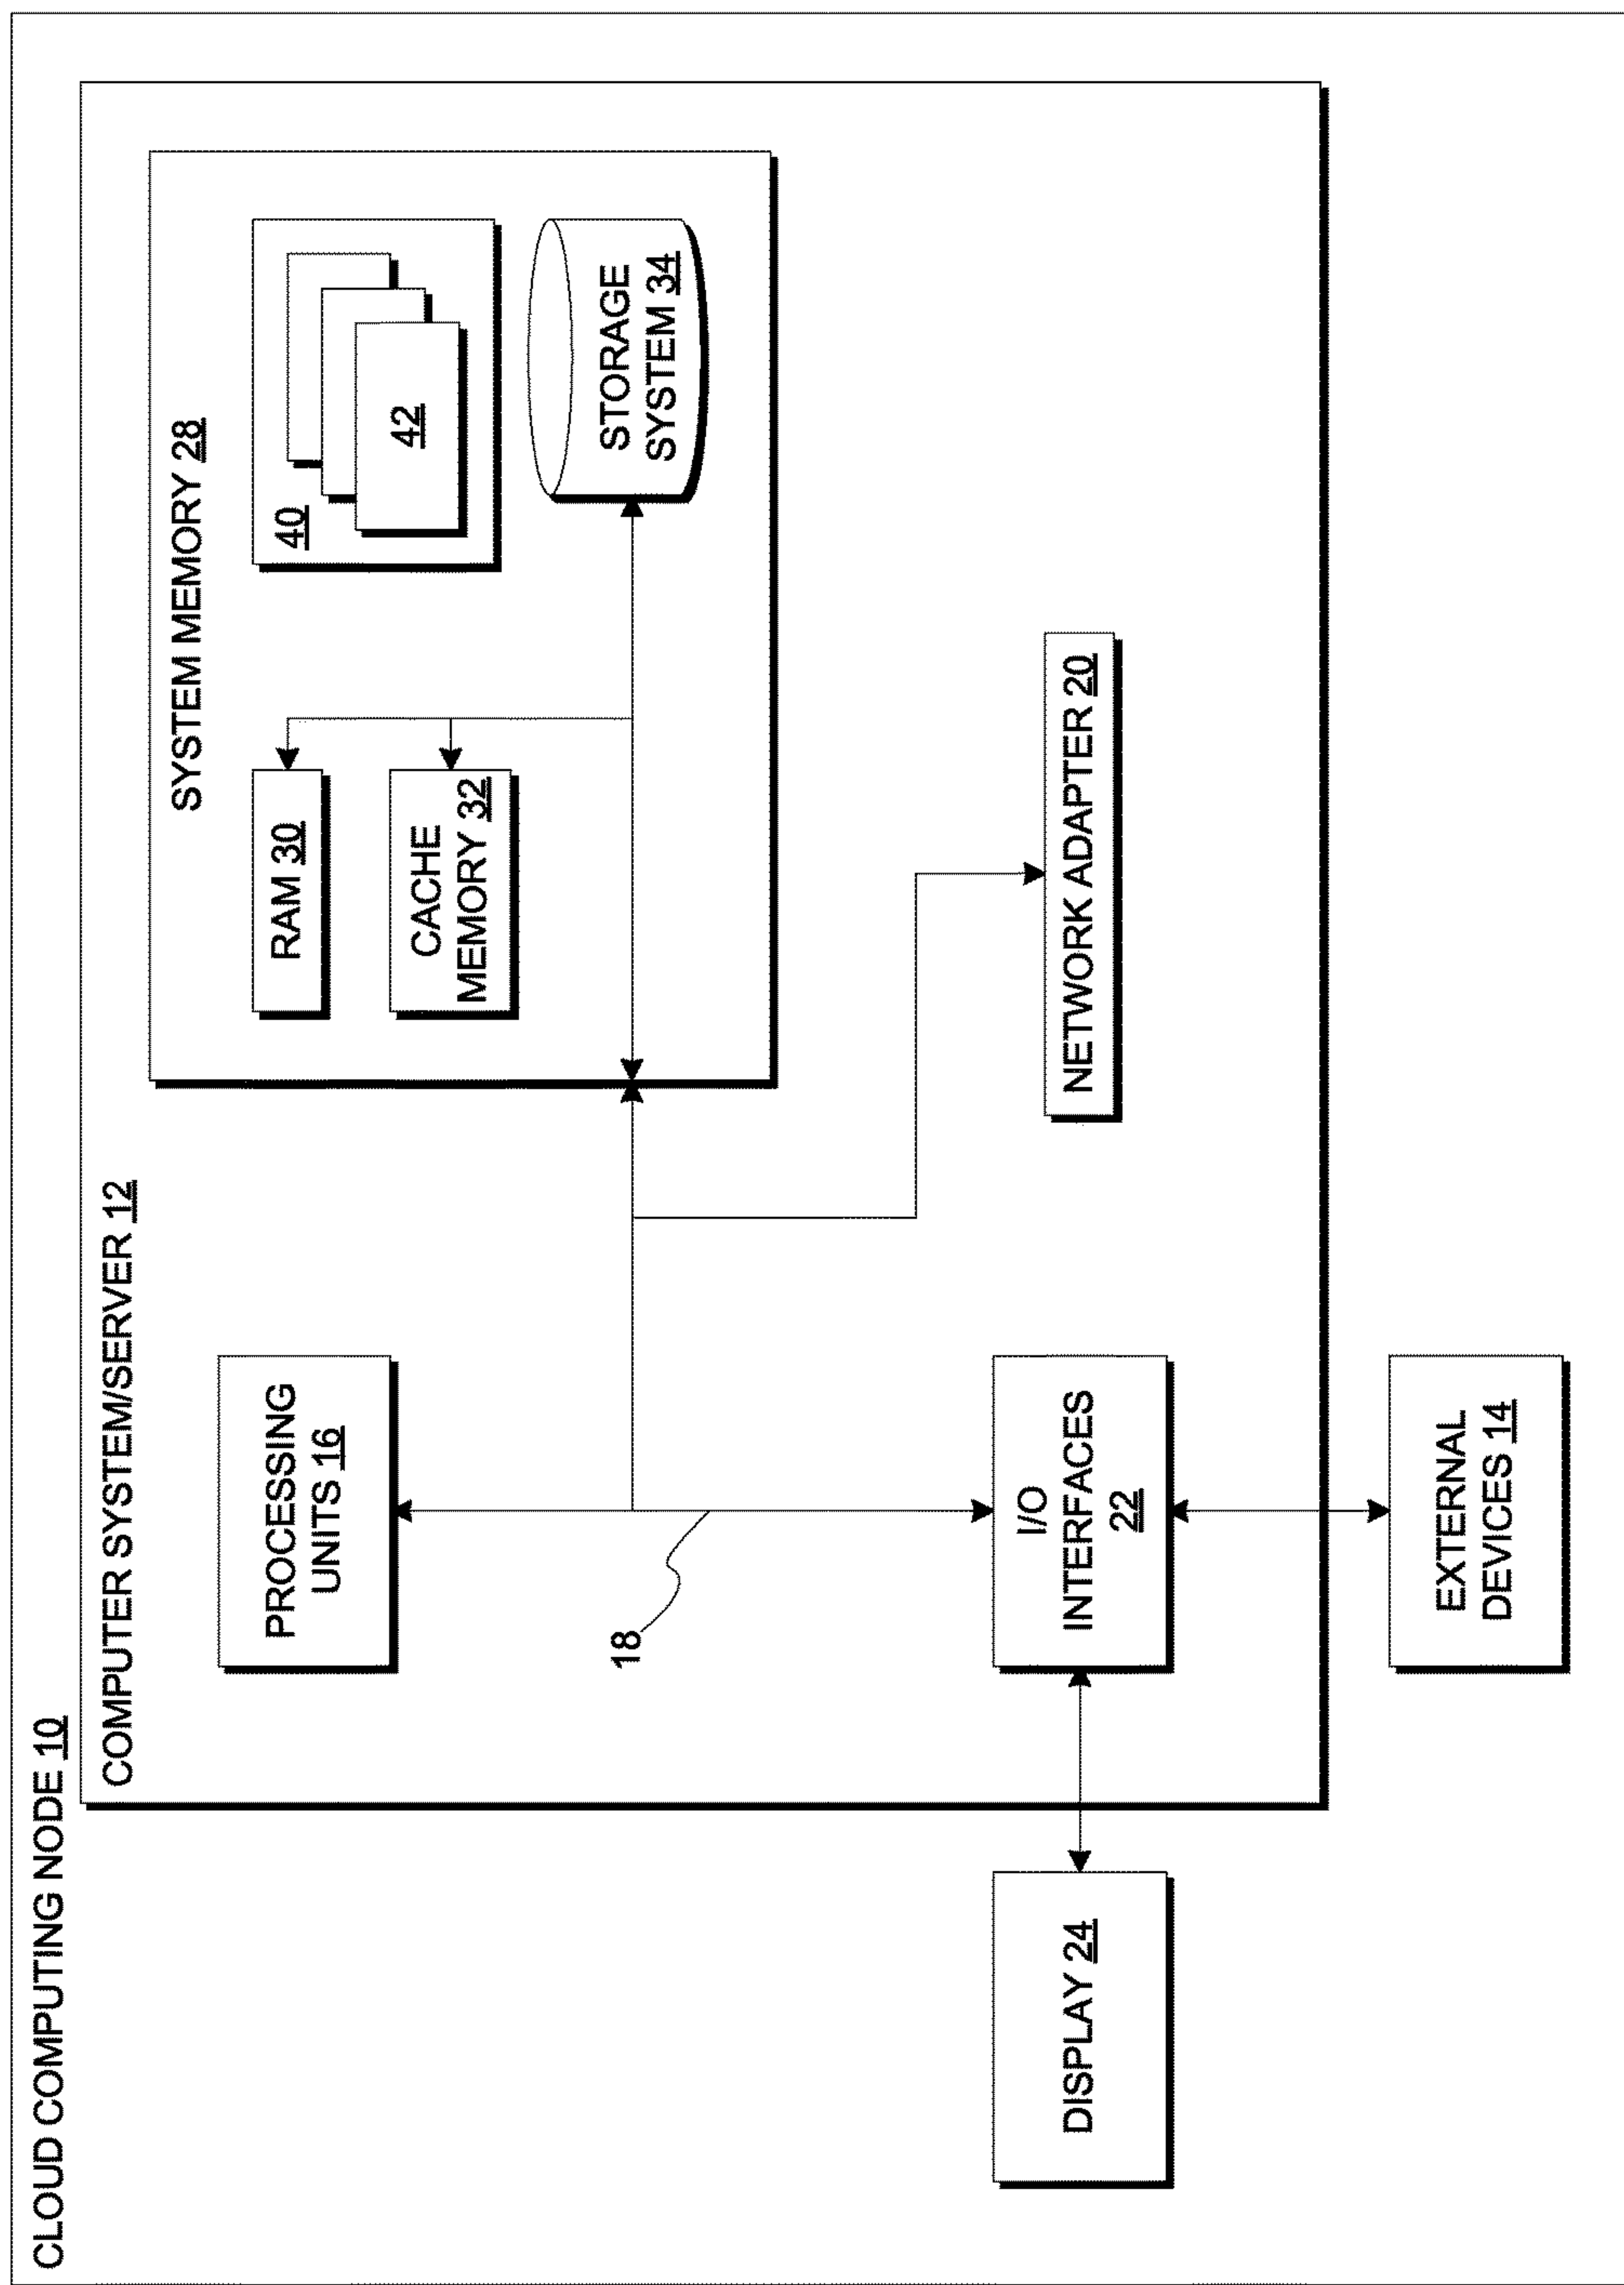 CLOUD COMPUTING NODE 10
COMPUTER SYSTEM/SERVER 12
SYSTEM MEMORY 28
PROCESSING
UNITS 16
RAM 30
CACHE
MEMORY 32
40
42
STORAGE
SYSTEM 34
18
DISPLAY 24
I/O
INTERFACES
22
NETWORK ADAPTER 20
EXTERNAL
DEVICES 14